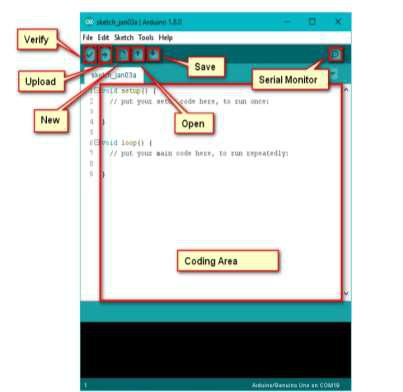 sketch_jan03a | Arduino 1.8.0
File Edit Sketch Tools Help
Verify
Upload
New
Save
Open
Serial Monitor
sketch_jan03a
1 void setup() {
2 // put your setup code here, to run once:
3
4 }
5
6 void loop() {
7 // put your main code here, to run repeatedly:
8
9 }
Coding Area
1
Arduino/Genuino Uno on COM19